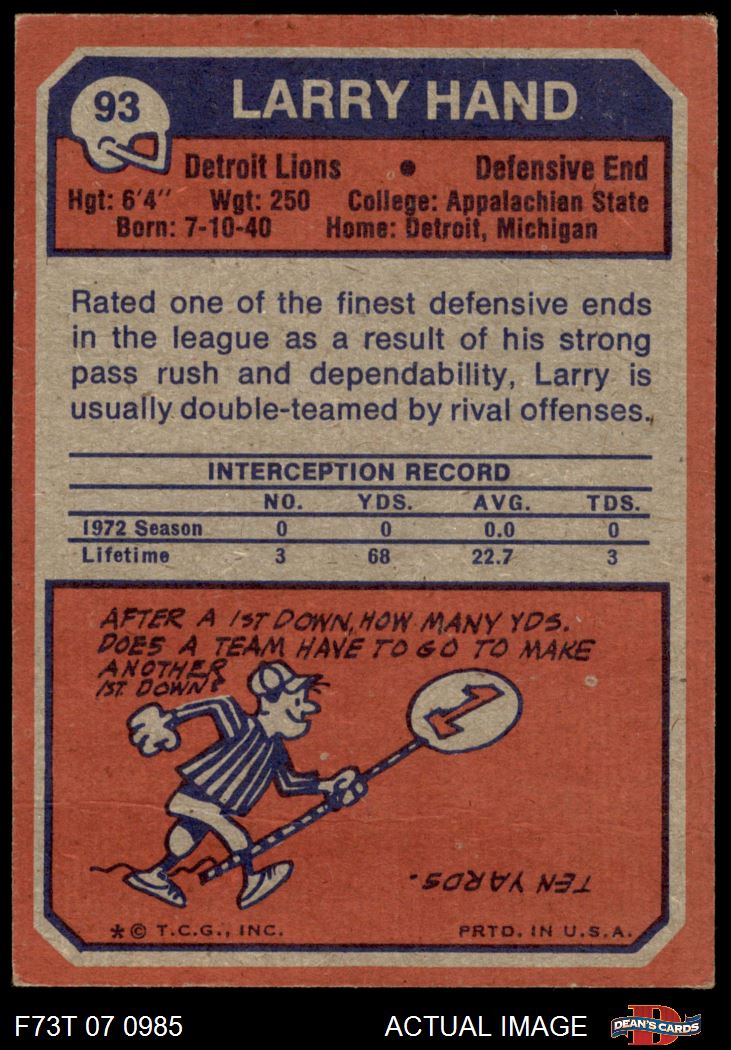 93
LARRY HAND
Detroit Lions • Defensive End
Hgt: 6'4" Wgt: 250 College: Appalachian State
Born: 7-10-40 Home: Detroit, Michigan
Rated one of the finest defensive ends
in the league as a result of his strong
pass rush and dependability, Larry is
usually double-teamed by rival offenses.
INTERCEPTION RECORD
NO. YDS. AVG. TDS.
1972 Season 0 0 0.0 0
Lifetime 3 68 22.7 3
AFTER A 1ST DOWN, HOW MANY YDS.
DOES A TEAM HAVE TO GO TO MAKE
ANOTHER
1ST. DOWN?
1
TEN YARDS.
* © T.C.G., INC. PRTD. IN U.S.A.
F73T 07 0985 ACTUAL IMAGE
D
DEAN'S CARDS